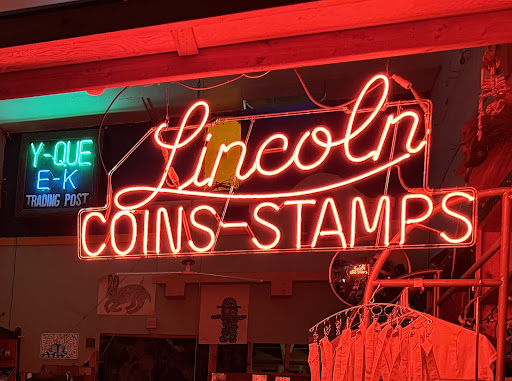 Lincoln
COINS-STAMPS
Y-QUE
E-K
TRADING POST